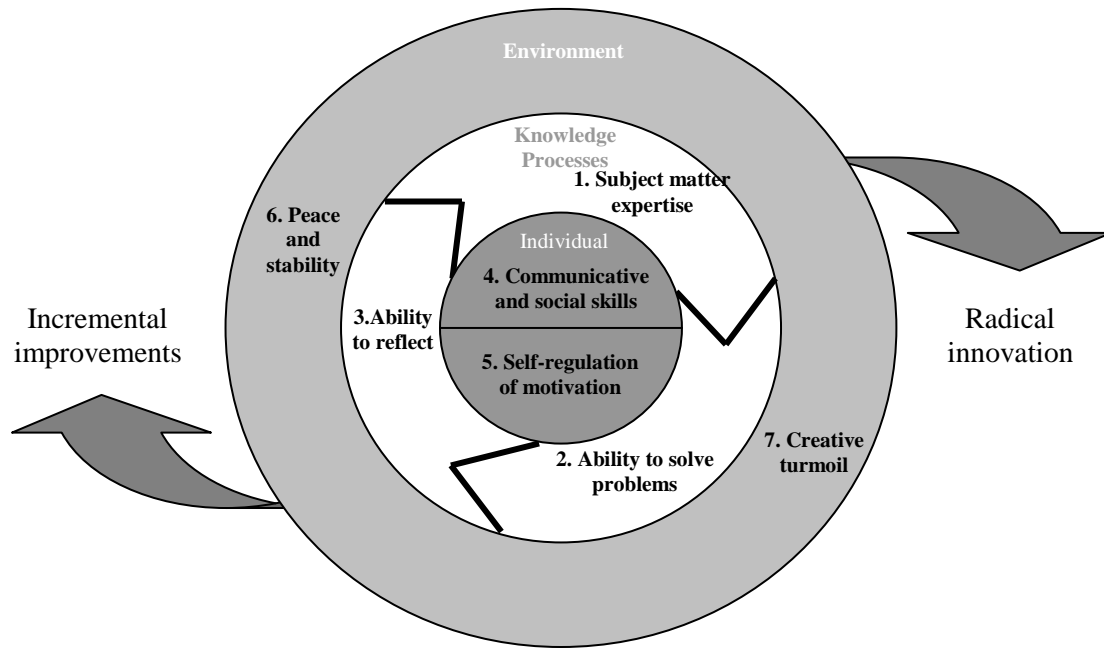 Environment
Knowledge
Processes
1. Subject matter
expertise
6. Peace
and
stability
Individual
4. Communicative
and social skills
3.Ability
to reflect
Incremental
improvements
Radical
innovation
5. Self-regulation
of motivation
7. Creative
turmoil
2. Ability to solve
problems